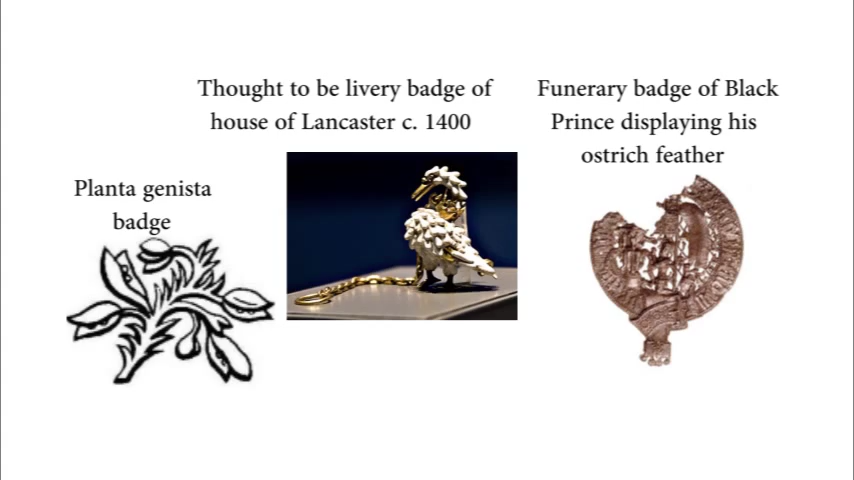 Thought to be livery badge of
house of Lancaster c. 1400
Funerary badge of Black
Prince displaying his
ostrich feather
Planta genista
badge